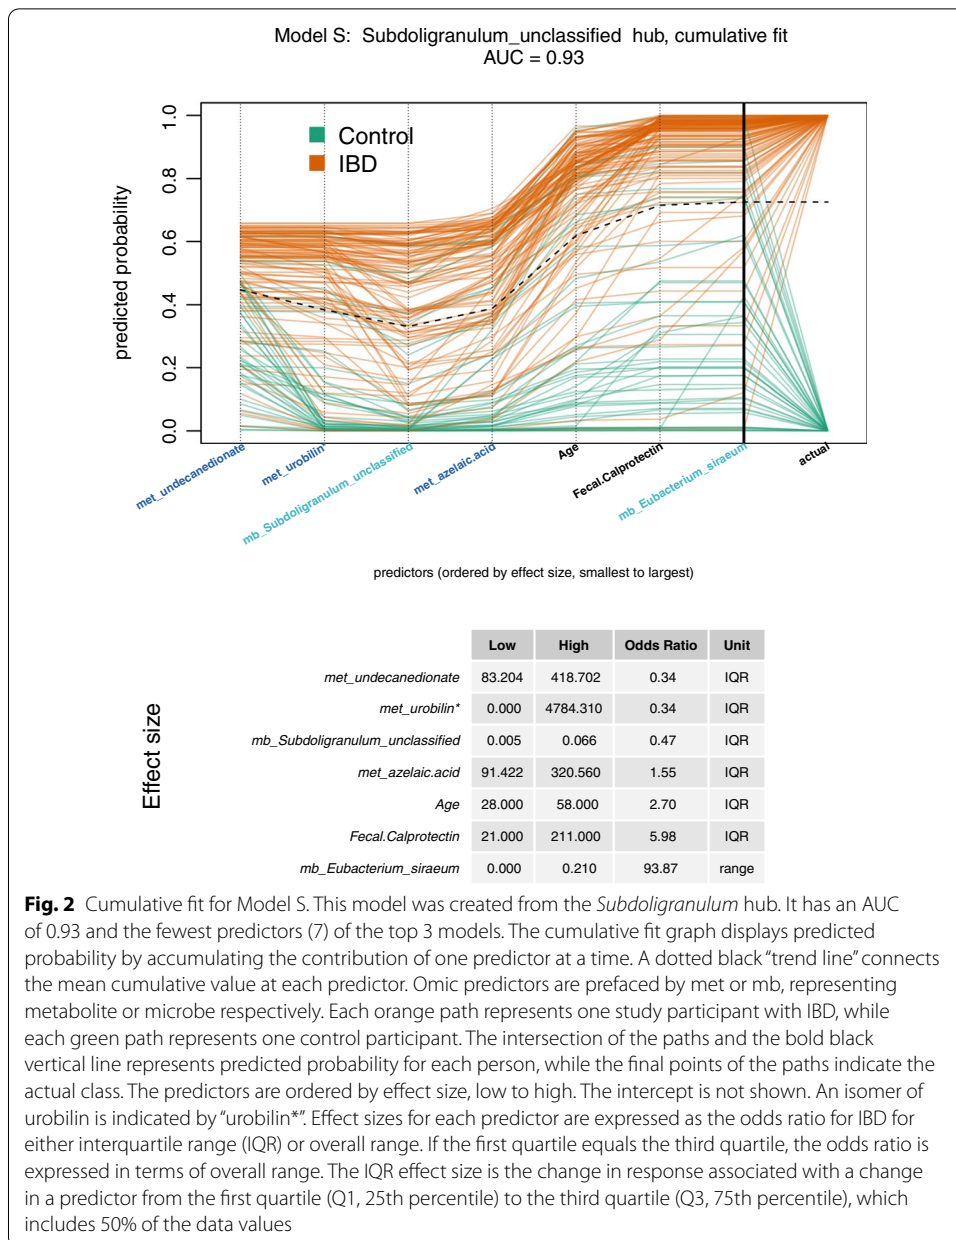 Model S: Subdoligranulum_unclassified hub, cumulative fit
AUC = 0.93
predicted probability
1.0
0.8
0.6
0.4
0.2
0.0
Control
IBD
met_undecanedionate
met_urobilin*
mb_Subdoligranulum_unclassified
met_azelaic.acid
Age
Fecal.Calprotectin
mb_Eubacterium_siraeum
actual
predictors (ordered by effect size, smallest to largest)
Effect size
Low High Odds Ratio Unit
met_undecanedionate 83.204 418.702 0.34 IQR
met_urobilin* 0.000 4784.310 0.34 IQR
mb_Subdoligranulum_unclassified 0.005 0.066 0.47 IQR
met_azelaic.acid 91.422 320.560 1.55 IQR
Age 28.000 58.000 2.70 IQR
Fecal.Calprotectin 21.000 211.000 5.98 IQR
mb_Eubacterium_siraeum 0.000 0.210 93.87 range
Fig. 2 Cumulative fit for Model S. This model was created from the Subdoligranulum hub. It has an AUC
of 0.93 and the fewest predictors (7) of the top 3 models. The cumulative fit graph displays predicted
probability by accumulating the contribution of one predictor at a time. A dotted black "trend line" connects
the mean cumulative value at each predictor. Omic predictors are prefaced by met or mb, representing
metabolite or microbe respectively. Each orange path represents one study participant with IBD, while
each green path represents one control participant. The intersection of the paths and the bold black
vertical line represents predicted probability for each person, while the final points of the paths indicate the
actual class. The predictors are ordered by effect size, low to high. The intercept is not shown. An isomer of
urobilin is indicated by "urobilin*". Effect sizes for each predictor are expressed as the odds ratio for IBD for
either interquartile range (IQR) or overall range. If the first quartile equals the third quartile, the odds ratio is
expressed in terms of overall range. The IQR effect size is the change in response associated with a change
in a predictor from the first quartile (Q1, 25th percentile) to the third quartile (Q3, 75th percentile), which
includes 50% of the data values